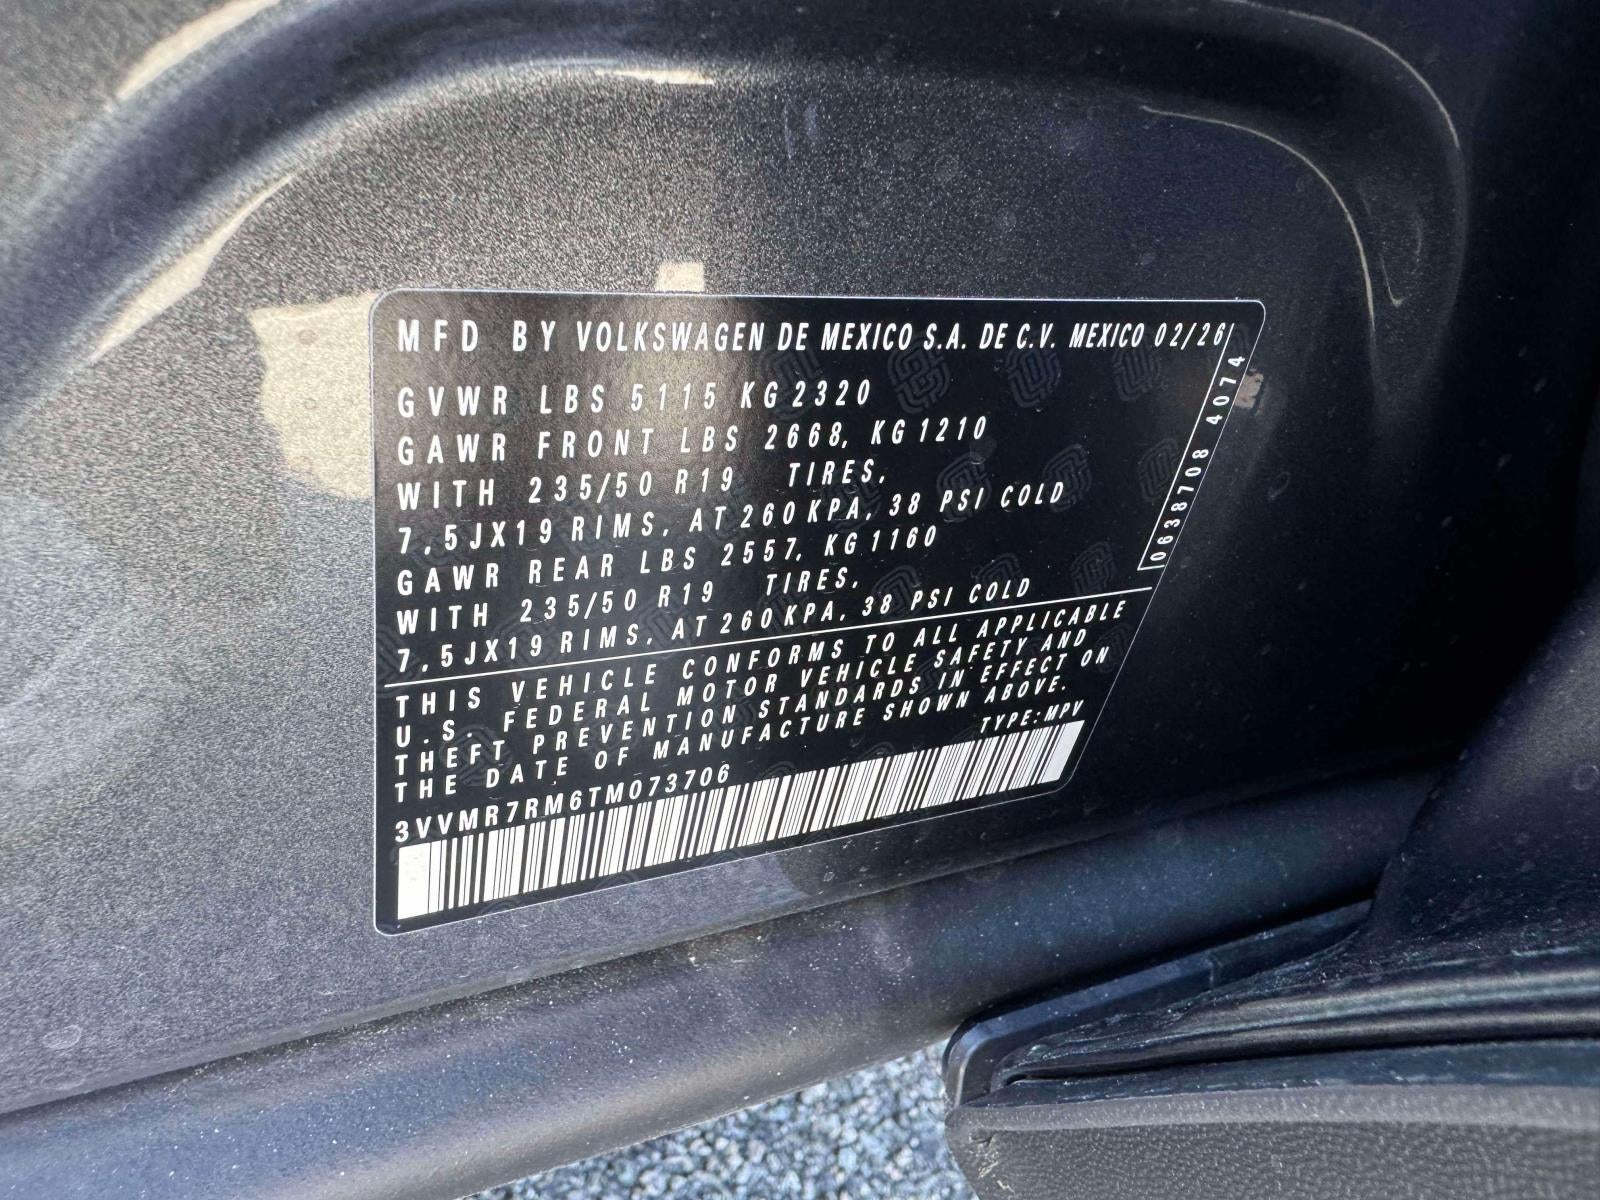 MFD BY VOLKSWAGEN DE MEXICO S.A. DE C.V. MEXICO 02/26
GVWR LBS 5115 KG 2320
GAWR FRONT LBS 2668, KG 1210
WITH 235/50 R19 TIRES,
7,5JX19 RIMS, AT 260 KPA, 38 PSI COLD
GAWR REAR LBS 2557, KG 1160
WITH 235/50 R19 TIRES,
7,5JX19 RIMS, AT 260 KPA, 38 PSI COLD
0638708 4074
THIS VEHICLE CONFORMS TO ALL APPLICABLE
U.S. FEDERAL MOTOR VEHICLE SAFETY AND
THEFT PREVENTION STANDARDS IN EFFECT ON
THE DATE OF MANUFACTURE SHOWN ABOVE.
TYPE:MPV
3VVMR7RM6TM073706